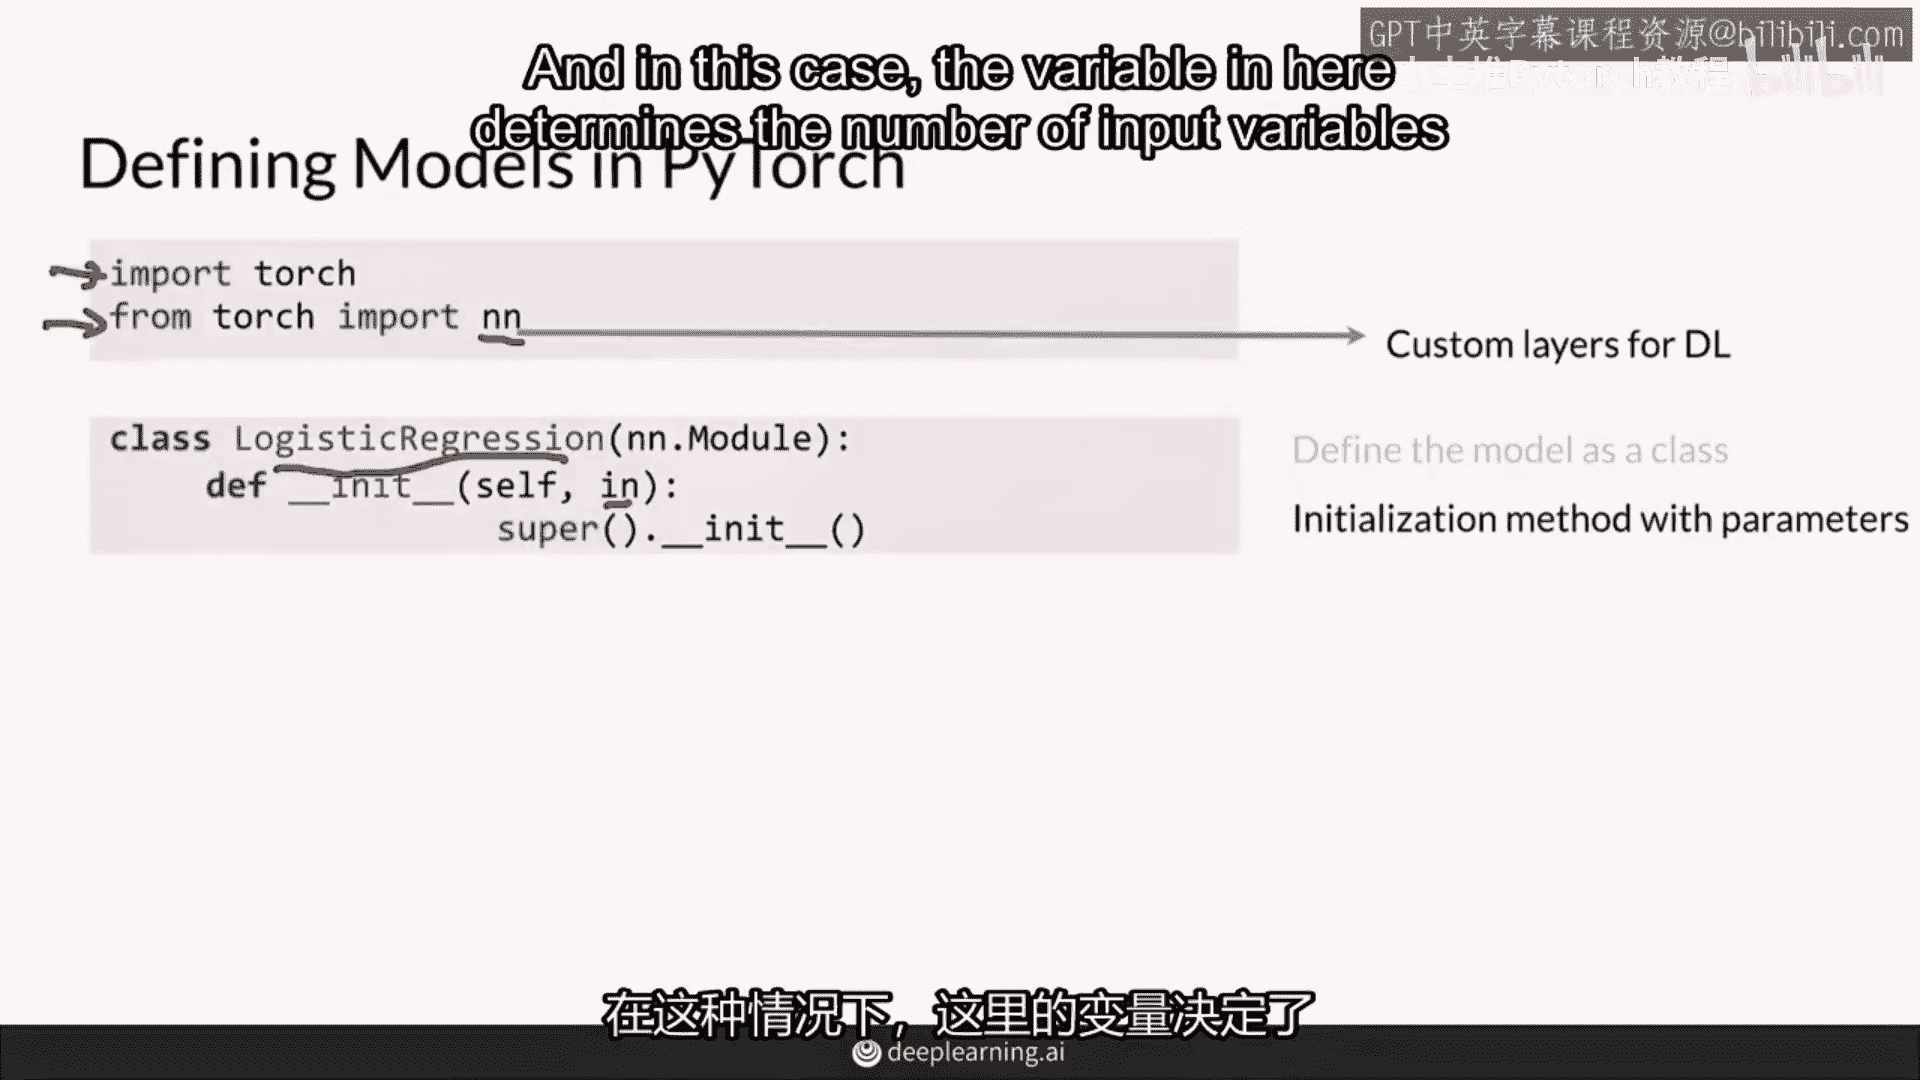 GPT中英字幕课程资源@bilibili.com
And in this case, the variable in here
determines the number of input variables
Defining Models in PyTorch
import torch
from torch import nn
Custom layers for DL
class LogisticRegression(nn.Module):
def __init__(self, in):
super().__init__()
Define the model as a class
Initialization method with parameters
在这种情况下，这里的变量决定了
deeplearning.ai